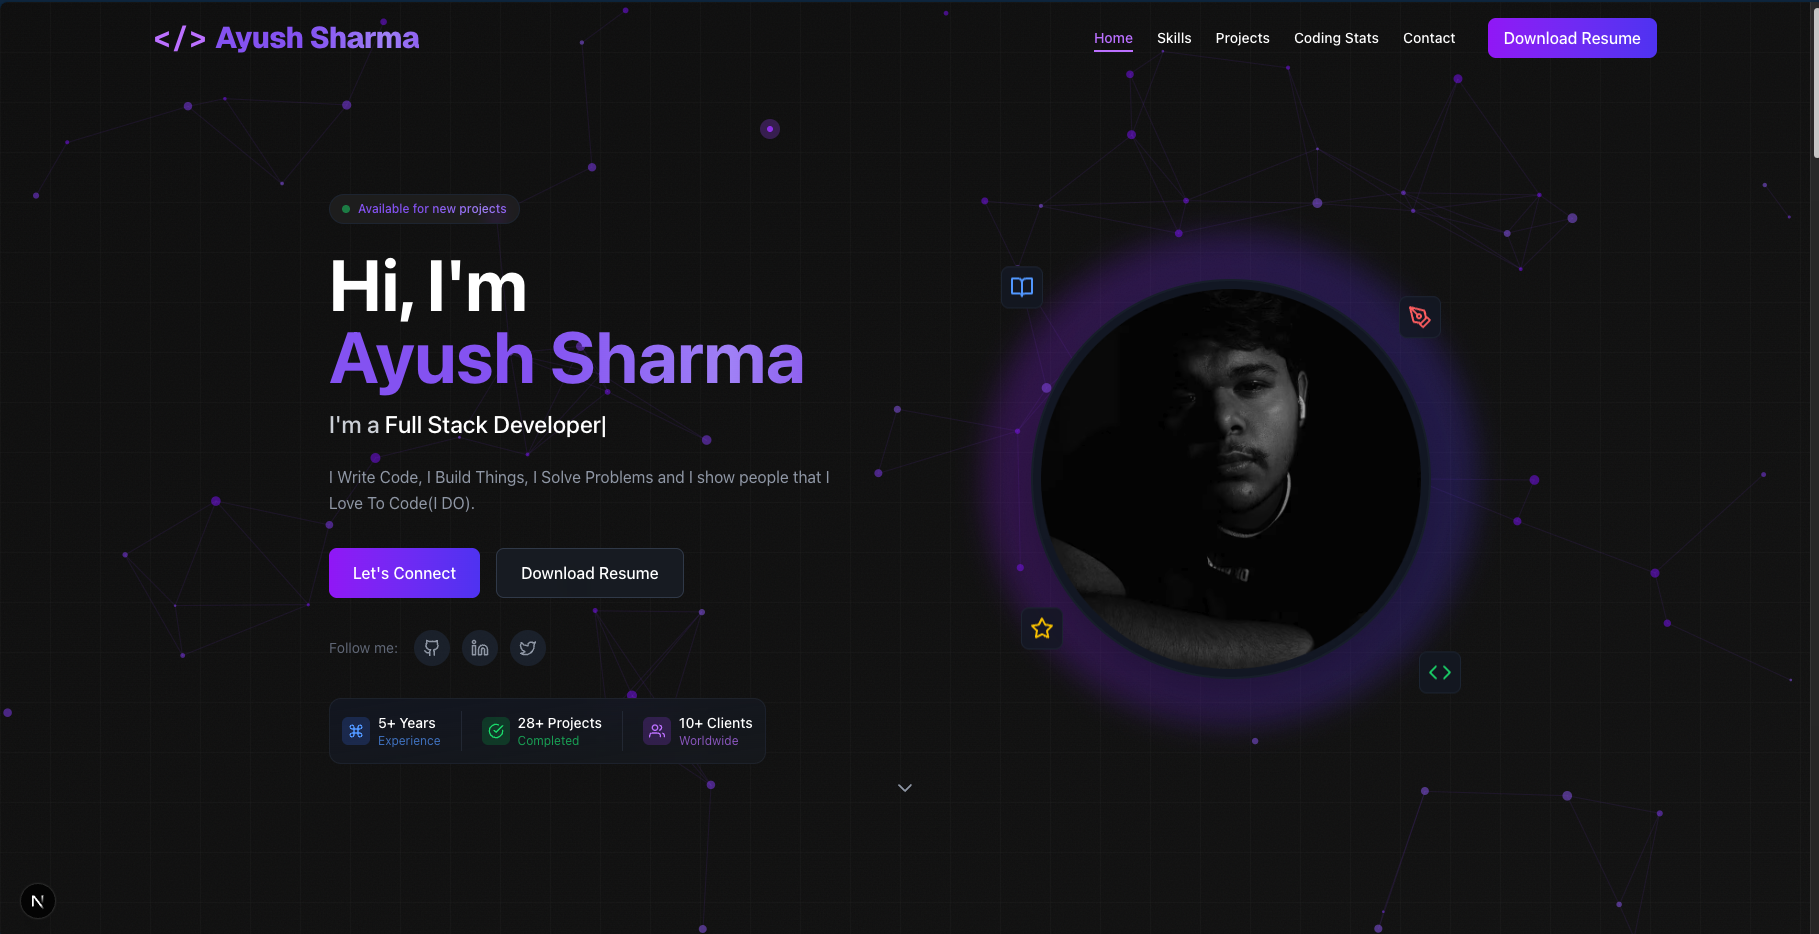 </> Ayush Sharma
Home Skills Projects Coding Stats Contact Download Resume
Available for new projects
Hi, I'm
Ayush Sharma
I'm a Full Stack Developer|
I Write Code, I Build Things, I Solve Problems and I show people that I
Love To Code(I DO).
Let's Connect Download Resume
Follow me:
5+ Years 28+ Projects 10+ Clients
Experience Completed Worldwide
N